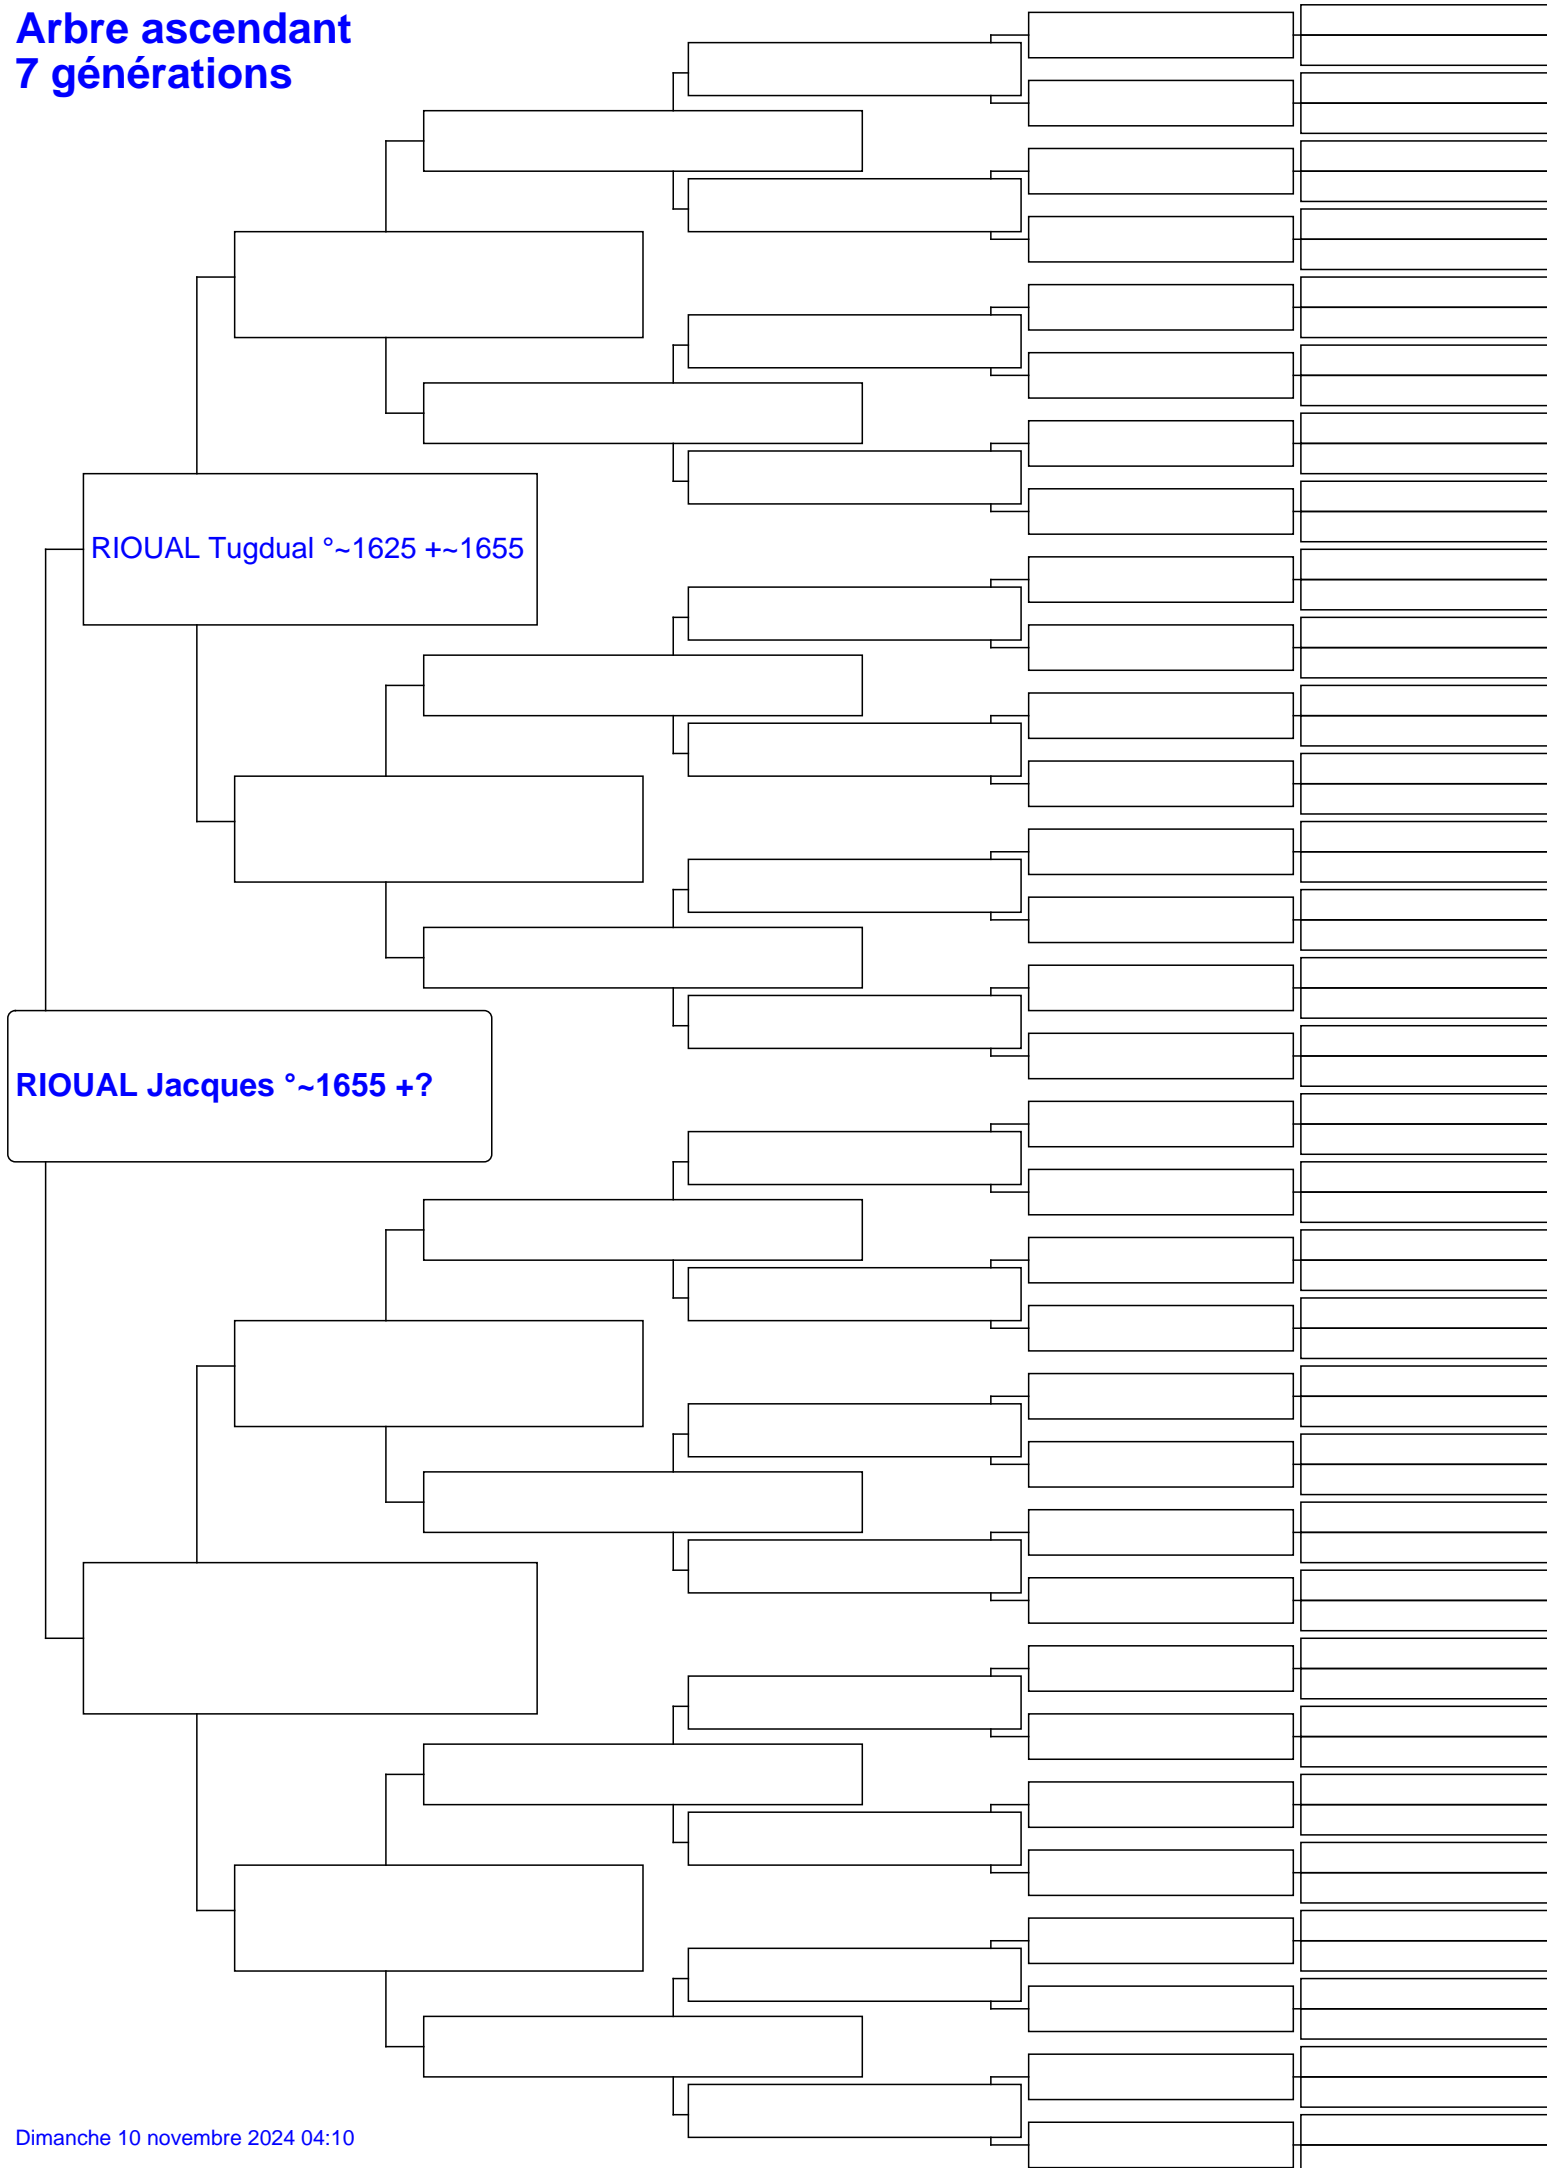 Arbre ascendant
7 générations
RIOUAL Tugdual °~1625 +~1655
RIOUAL Jacques °~1655 +?
Dimanche 10 novembre 2024 04:10